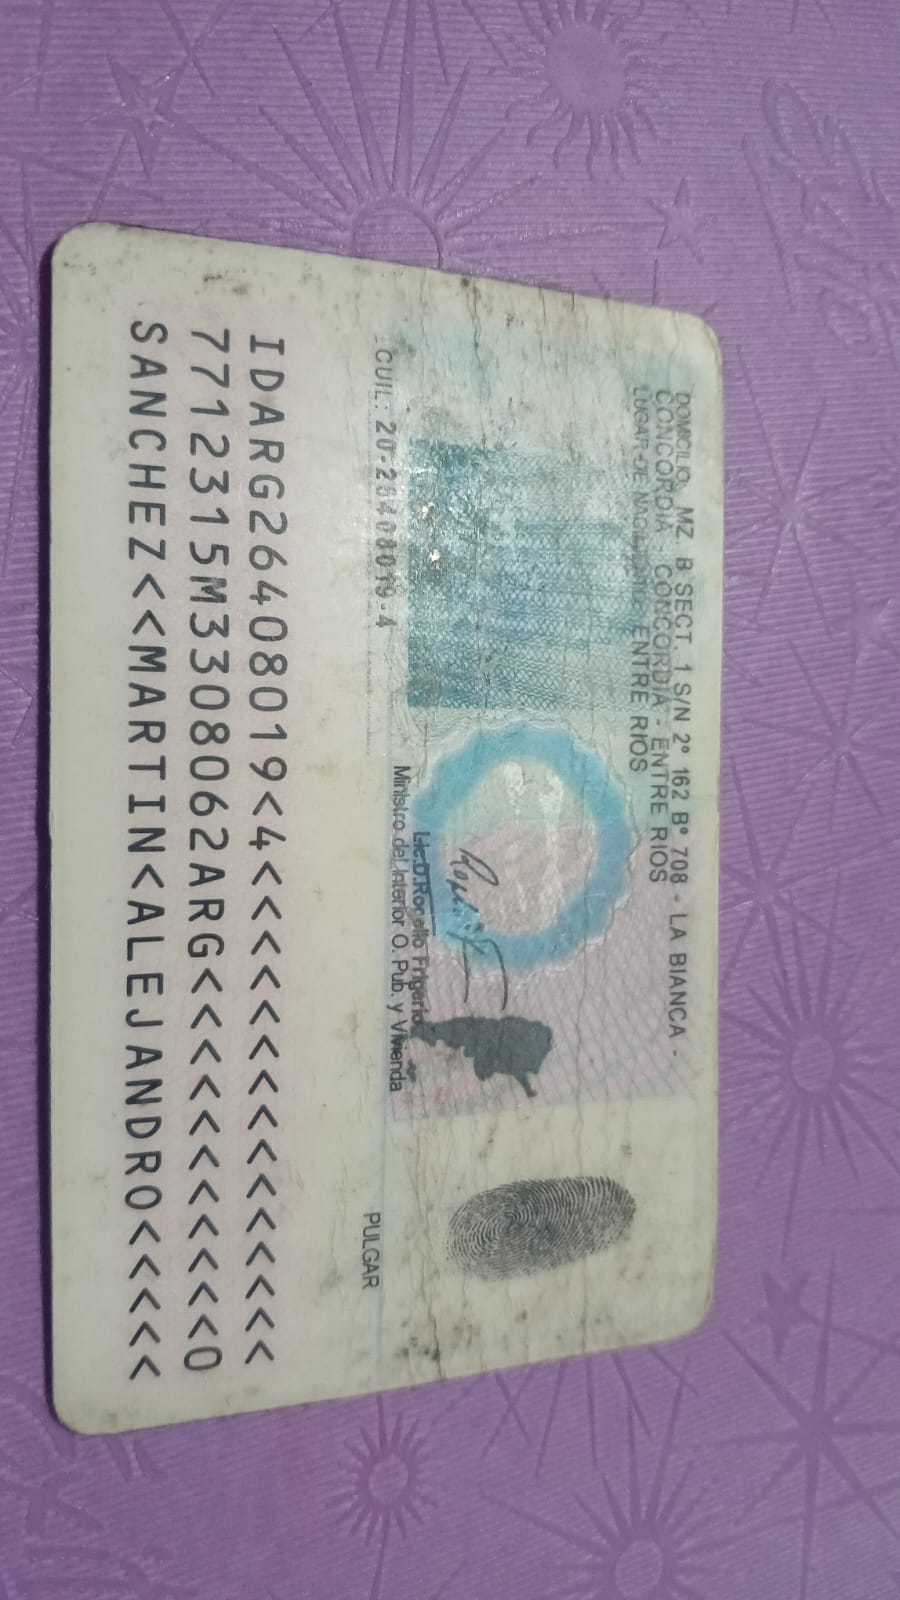 DOMICILIO: MZ B SECT. 1 S/N 2° 162 B° 708 - LA BIANCA -
CONCORDIA - CONCORDIA - ENTRE RIOS
LUGAR DE NACIMIENTO: ENTRE RIOS
Lic.D.Rogelio Frigerio
Ministro del Interior O. Pub. y Vivienda
CUIL: 20-26408019-4
PULGAR
IDARG26408019<4<<<<<<<<<<<<<<<
7712315M3308062ARG<<<<<<<<<<<0
SANCHEZ<<MARTIN<ALEJANDRO<<<<<